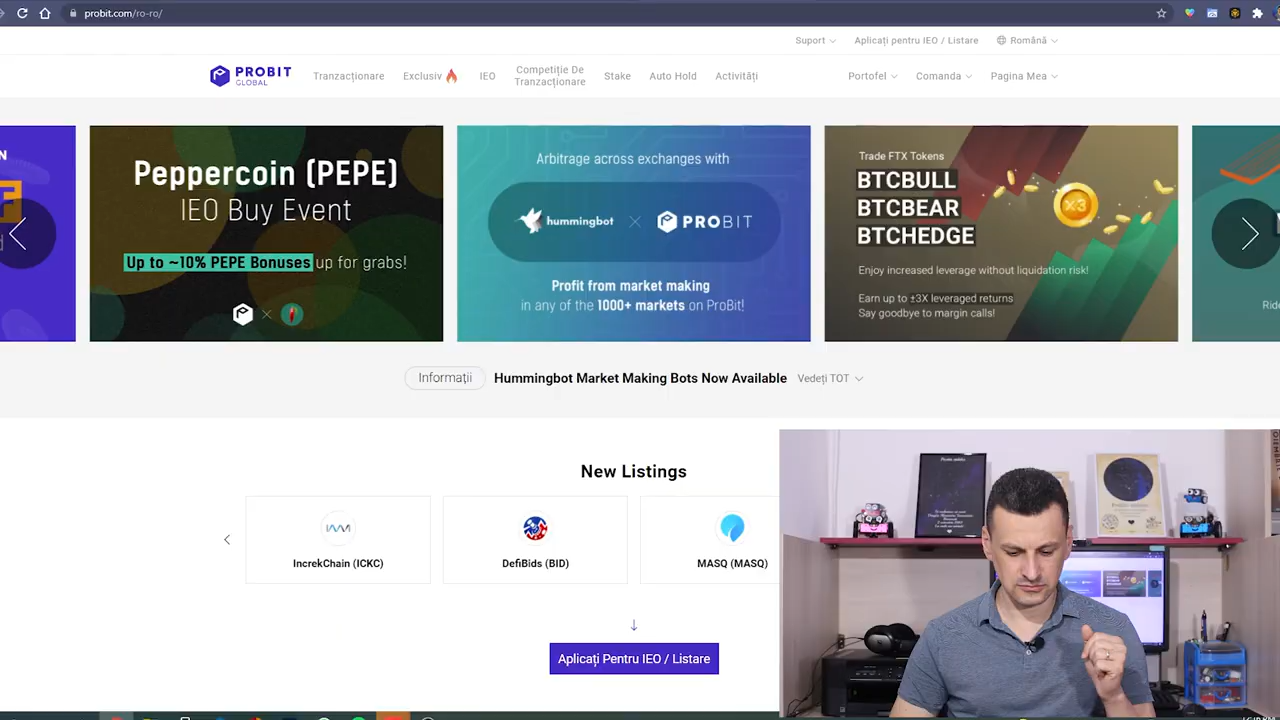 probit.com/ro-ro/
Suport
Aplicați pentru IEO / Listare
Română
PROBIT
GLOBAL
Tranzacționare
Exclusiv
IEO
Competiție De
Tranzacționare
Stake
Auto Hold
Activități
Portofel
Comanda
Pagina Mea
Peppercoin (PEPE)
IEO Buy Event
Up to ~10% PEPE Bonuses up for grabs!
Arbitrage across exchanges with
hummingbot X PROBIT
Profit from market making
in any of the 1000+ markets on ProBit!
Trade FTX Tokens
BTCBULL
BTCBEAR
BTCHEDGE
x3
Enjoy increased leverage without liquidation risk!
Earn up to ±3X leveraged returns
Say goodbye to margin calls!
Informații
Hummingbot Market Making Bots Now Available
Vedeți TOT
New Listings
IncrekChain (ICKC)
DefiBids (BID)
MASQ (MASQ)
Aplicați Pentru IEO / Listare